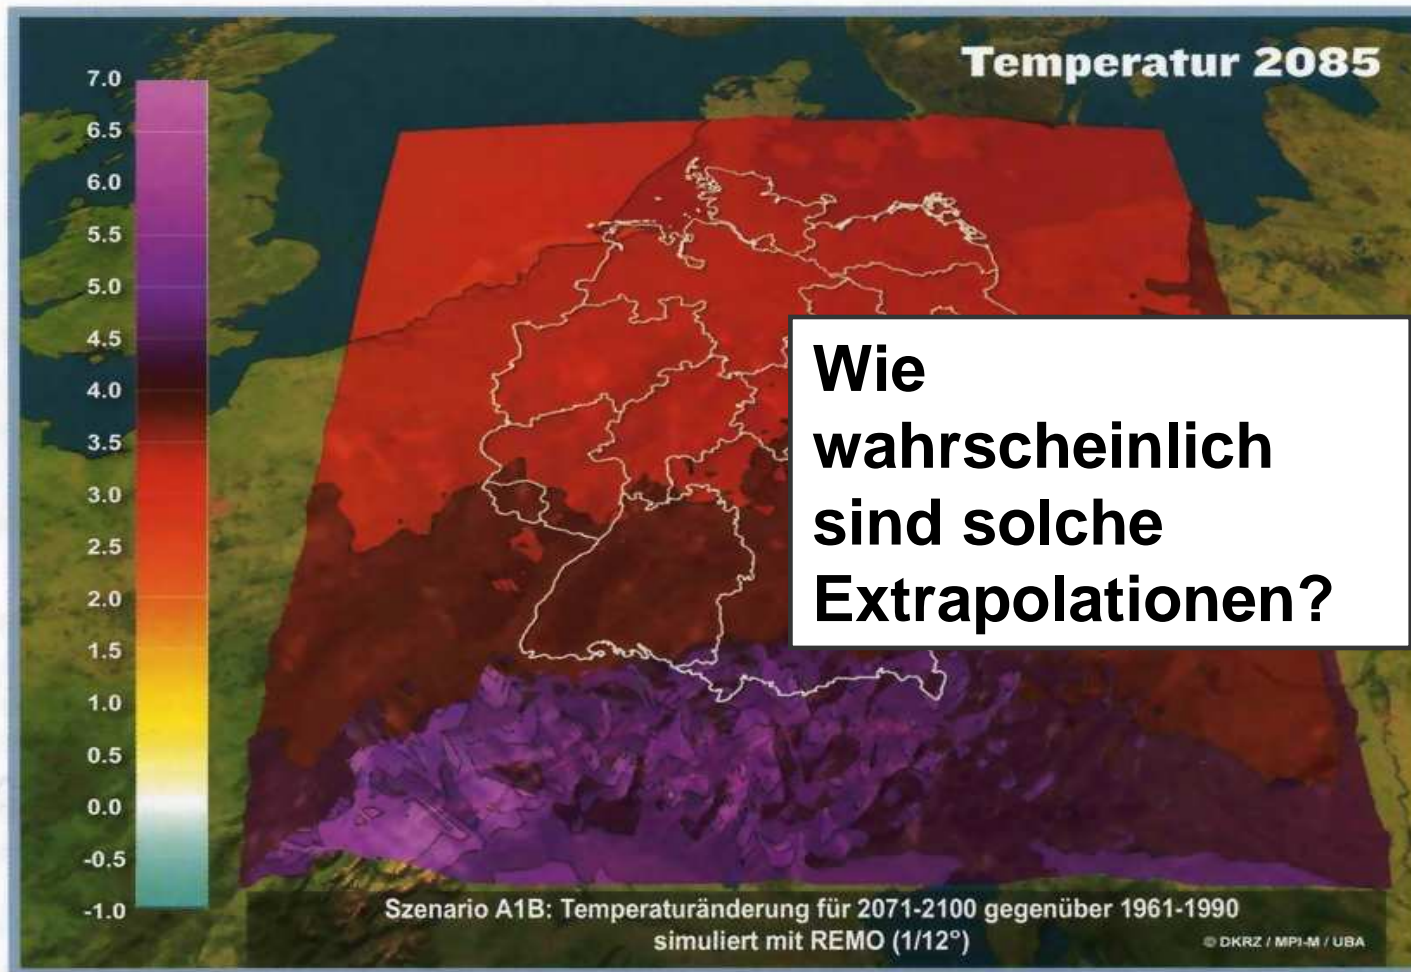 Temperatur 2085
7.0
6.5
6.0
5.5
5.0
4.5
4.0
3.5
3.0
2.5
2.0
1.5
1.0
0.5
0.0
-0.5
-1.0
Wie
wahrscheinlich
sind solche
Extrapolationen?
Szenario A1B: Temperaturänderung für 2071-2100 gegenüber 1961-1990
simuliert mit REMO (1/12°)
© DKRZ / MPI-M / UBA